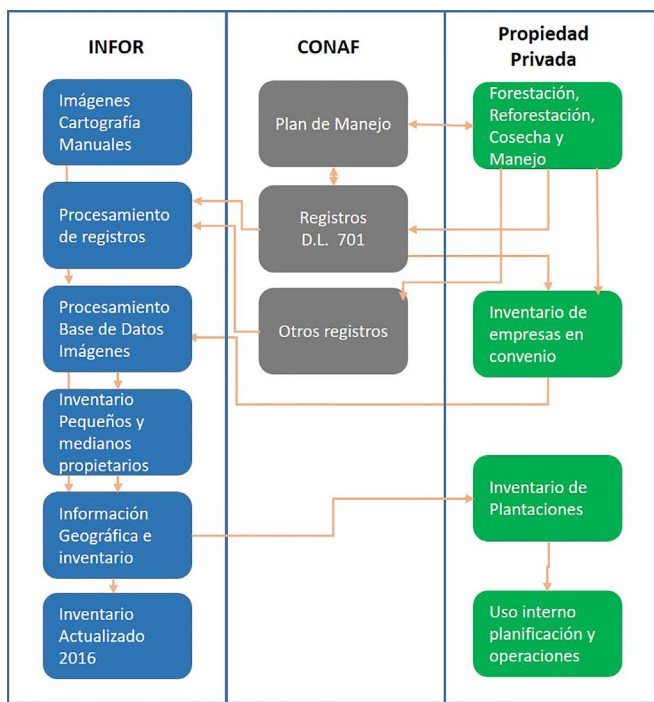 INFOR
CONAF
Propiedad
Privada
Imágenes
Cartografía
Manuales
Procesamiento
de registros
Procesamiento
Base de Datos
Imágenes
Inventario
Pequeños y
medianos
propietarios
Información
Geográfica e
inventario
Inventario
Actualizado
2016
Plan de Manejo
Registros
D.L. 701
Otros registros
Forestación,
Reforestación,
Cosecha y
Manejo
Inventario de
empresas en
convenio
Inventario de
Plantaciones
Uso interno
planificación y
operaciones